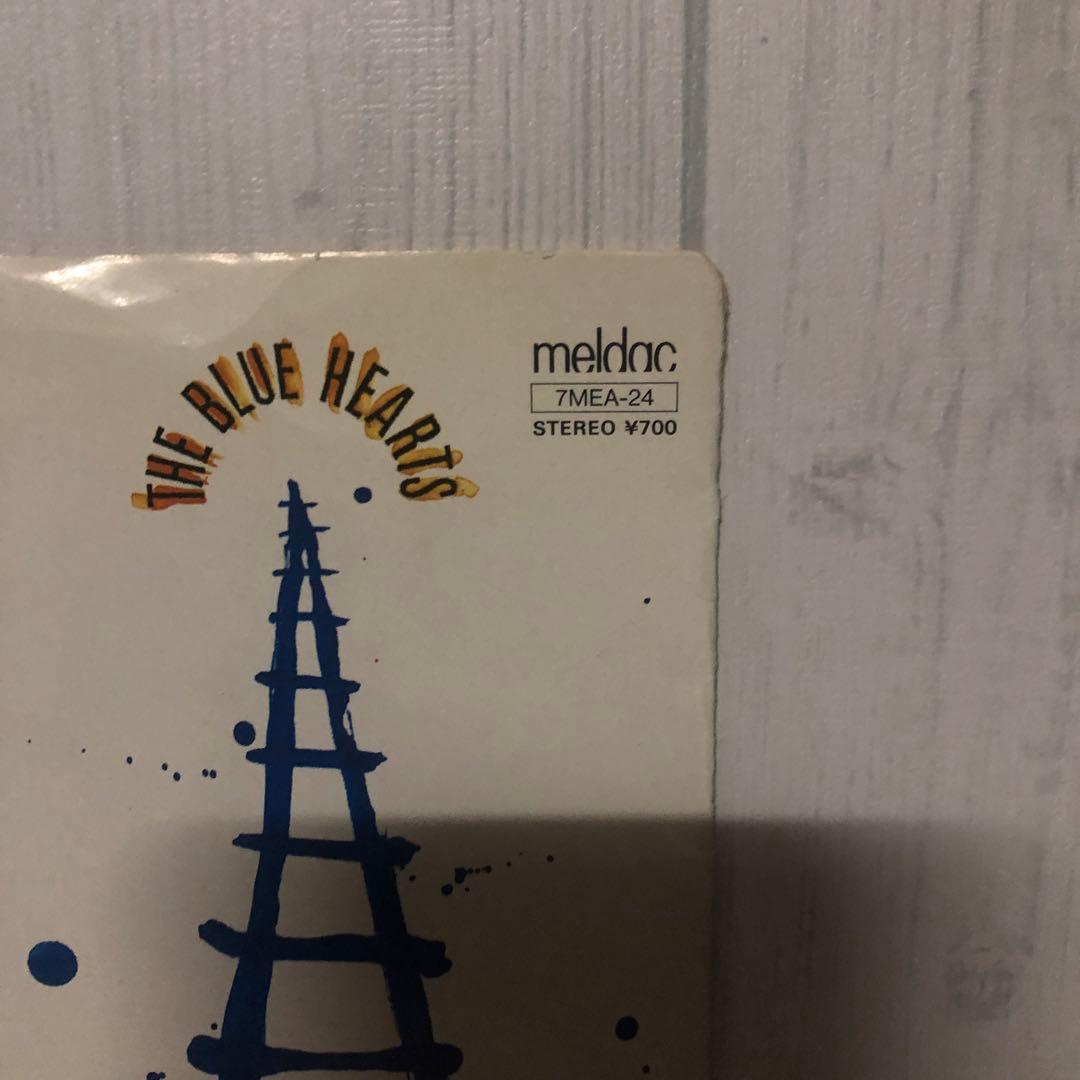 THE BLUE HEARTS
meldac
7MEA-24
STEREO ¥700